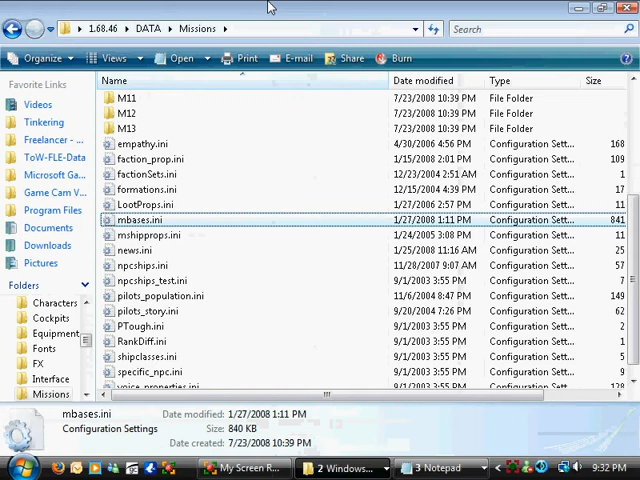 1.68.46 DATA Missions Search
Organize Views Open Print E-mail Share Burn
Favorite Links
Videos
Tinkering
Freelancer - ...
ToW-FLE-Data
Microsoft Ga...
Game Cam V...
Program Files
Documents
Downloads
Pictures
Folders
Characters
Cockpits
Equipment
Fonts
FX
Interface
Missions
Name Date modified Type Size
M11 7/23/2008 10:39 PM File Folder
M12 7/23/2008 10:39 PM File Folder
M13 7/23/2008 10:39 PM File Folder
empathy.ini 4/30/2006 4:56 PM Configuration Sett... 168
faction_prop.ini 1/15/2008 2:01 PM Configuration Sett... 109
factionSets.ini 12/23/2004 2:51 AM Configuration Sett... 1
formations.ini 12/15/2004 4:39 PM Configuration Sett... 17
LootProps.ini 1/27/2006 2:57 PM Configuration Sett... 11
mbases.ini 1/27/2008 1:11 PM Configuration Sett... 841
mshipprops.ini 1/24/2005 3:08 PM Configuration Sett... 11
news.ini 1/25/2008 11:16 AM Configuration Sett... 25
npcships.ini 11/28/2007 9:07 AM Configuration Sett... 57
npcships_test.ini 9/1/2003 3:55 PM Configuration Sett... 7
pilots_population.ini 11/6/2004 8:47 PM Configuration Sett... 149
pilots_story.ini 9/20/2004 7:26 PM Configuration Sett... 62
PTough.ini 9/1/2003 3:55 PM Configuration Sett... 1
RankDiff.ini 9/1/2003 3:55 PM Configuration Sett... 1
shipclasses.ini 9/1/2003 3:55 PM Configuration Sett... 1
specific_npc.ini 9/1/2003 3:55 PM Configuration Sett... 1
voice_properties.ini 9/1/2003 3:55 PM Configuration Sett... 1
mbases.ini Date modified: 1/27/2008 1:11 PM
Configuration Settings Size: 840 KB
Date created: 7/23/2008 10:39 PM
My Screen R... 2 Windows... 3 Notepad 9:32 PM